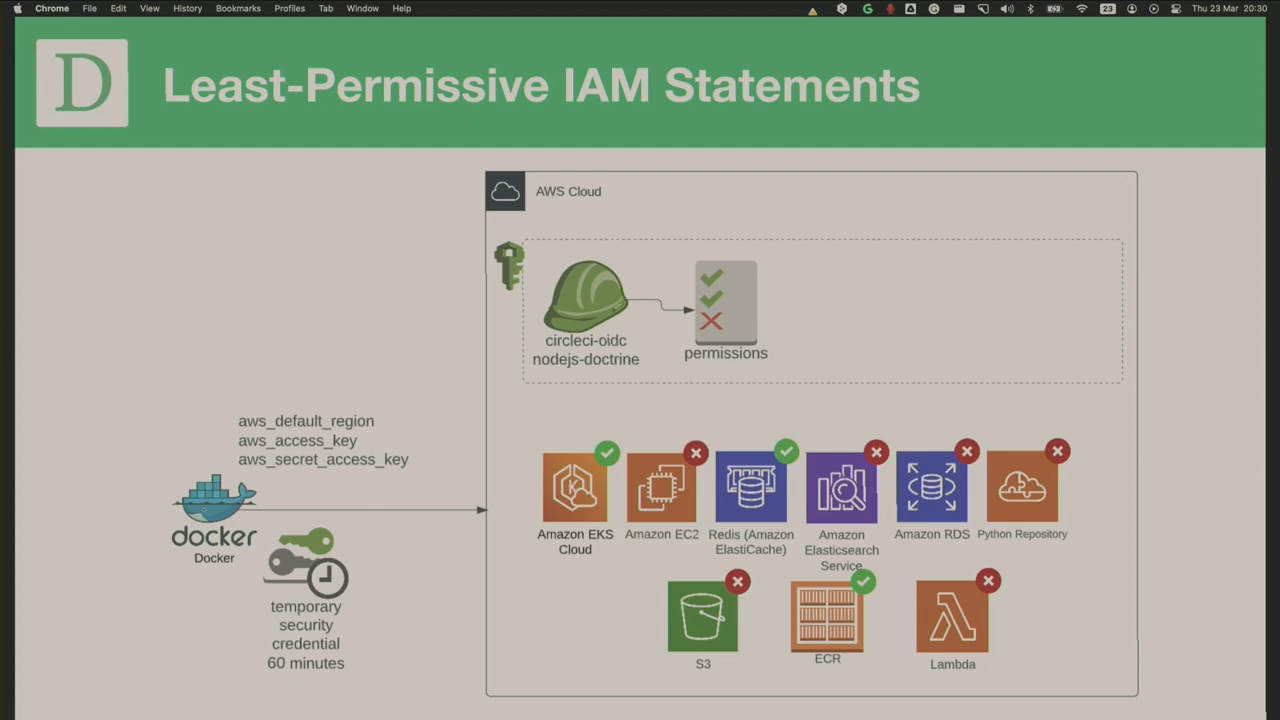 Chrome File Edit View History Bookmarks Profiles Tab Window Help 23 Thu 23 Mar 20:30
D
Least-Permissive IAM Statements
AWS Cloud
circleci-oidc
nodejs-doctrine
permissions
aws_default_region
aws_access_key
aws_secret_access_key
docker
Docker
temporary
security
credential
60 minutes
Amazon EKS
Cloud
Amazon EC2
Redis (Amazon
ElastiCache)
Amazon
Elasticsearch
Service
Amazon RDS
Python Repository
S3
ECR
Lambda